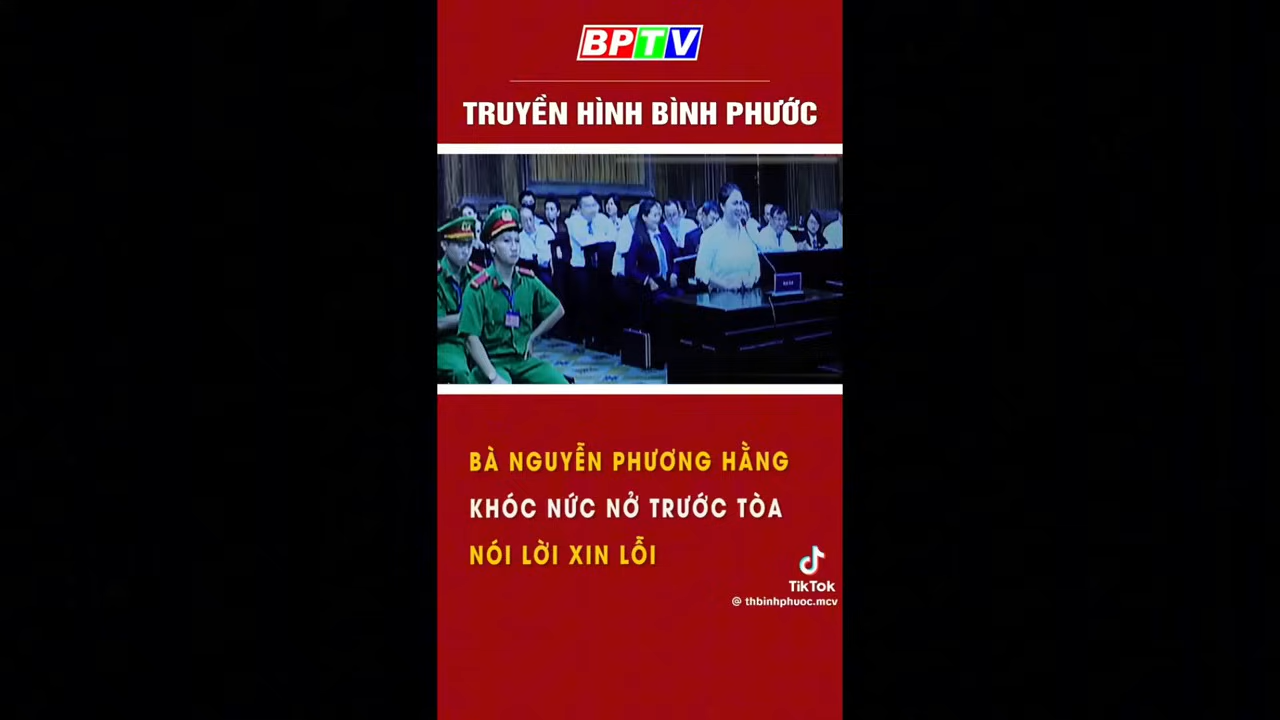 BPTV
TRUYỀN HÌNH BÌNH PHƯỚC
BÀ NGUYỄN PHƯƠNG HẰNG
KHÓC NỨC NỞ TRƯỚC TÒA
NÓI LỜI XIN LỖI
TikTok
@ thbinhphuoc.mcv